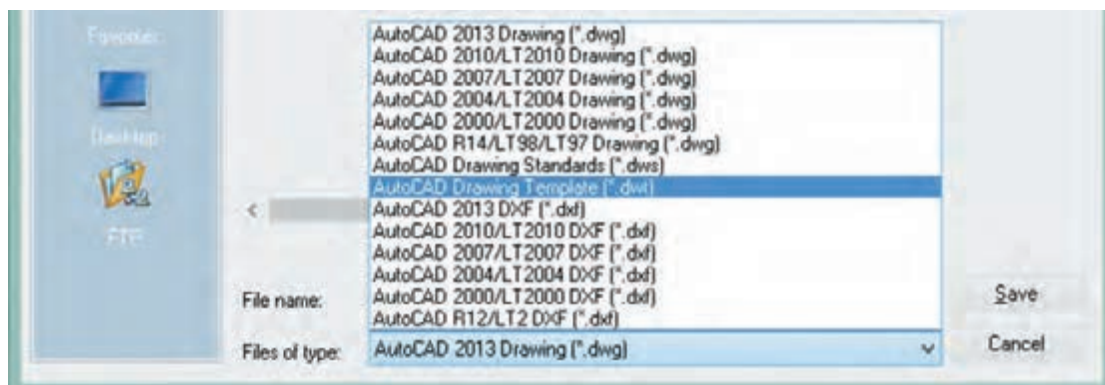 Favorites
AutoCAD 2013 Drawing (*.dwg)
AutoCAD 2010/LT2010 Drawing (*.dwg)
AutoCAD 2007/LT2007 Drawing (*.dwg)
AutoCAD 2004/LT2004 Drawing (*.dwg)
AutoCAD 2000/LT2000 Drawing (*.dwg)
AutoCAD R14/LT98/LT97 Drawing (*.dwg)
AutoCAD Drawing Standards (*.dws)
AutoCAD Drawing Template (*.dwt)
AutoCAD 2013 DXF (*.dxf)
AutoCAD 2010/LT2010 DXF (*.dxf)
AutoCAD 2007/LT2007 DXF (*.dxf)
AutoCAD 2004/LT2004 DXF (*.dxf)
AutoCAD 2000/LT2000 DXF (*.dxf)
AutoCAD R12/LT2 DXF (*.dxf)
Desktop
FTP
File name:
Save
Files of type:
AutoCAD 2013 Drawing (*.dwg)
Cancel